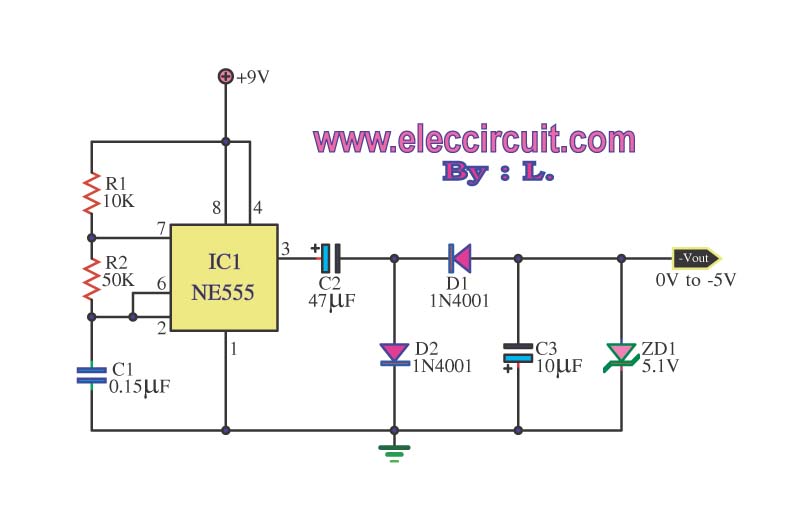 +9V
www.eleccircuit.com
By : L.
R1
10K
8
4
7
3
IC1
NE555
R2
50K
6
2
1
+
C2
47µF
D1
1N4001
-Vout
0V to -5V
D2
1N4001
C3
10µF
+
ZD1
5.1V
C1
0.15µF